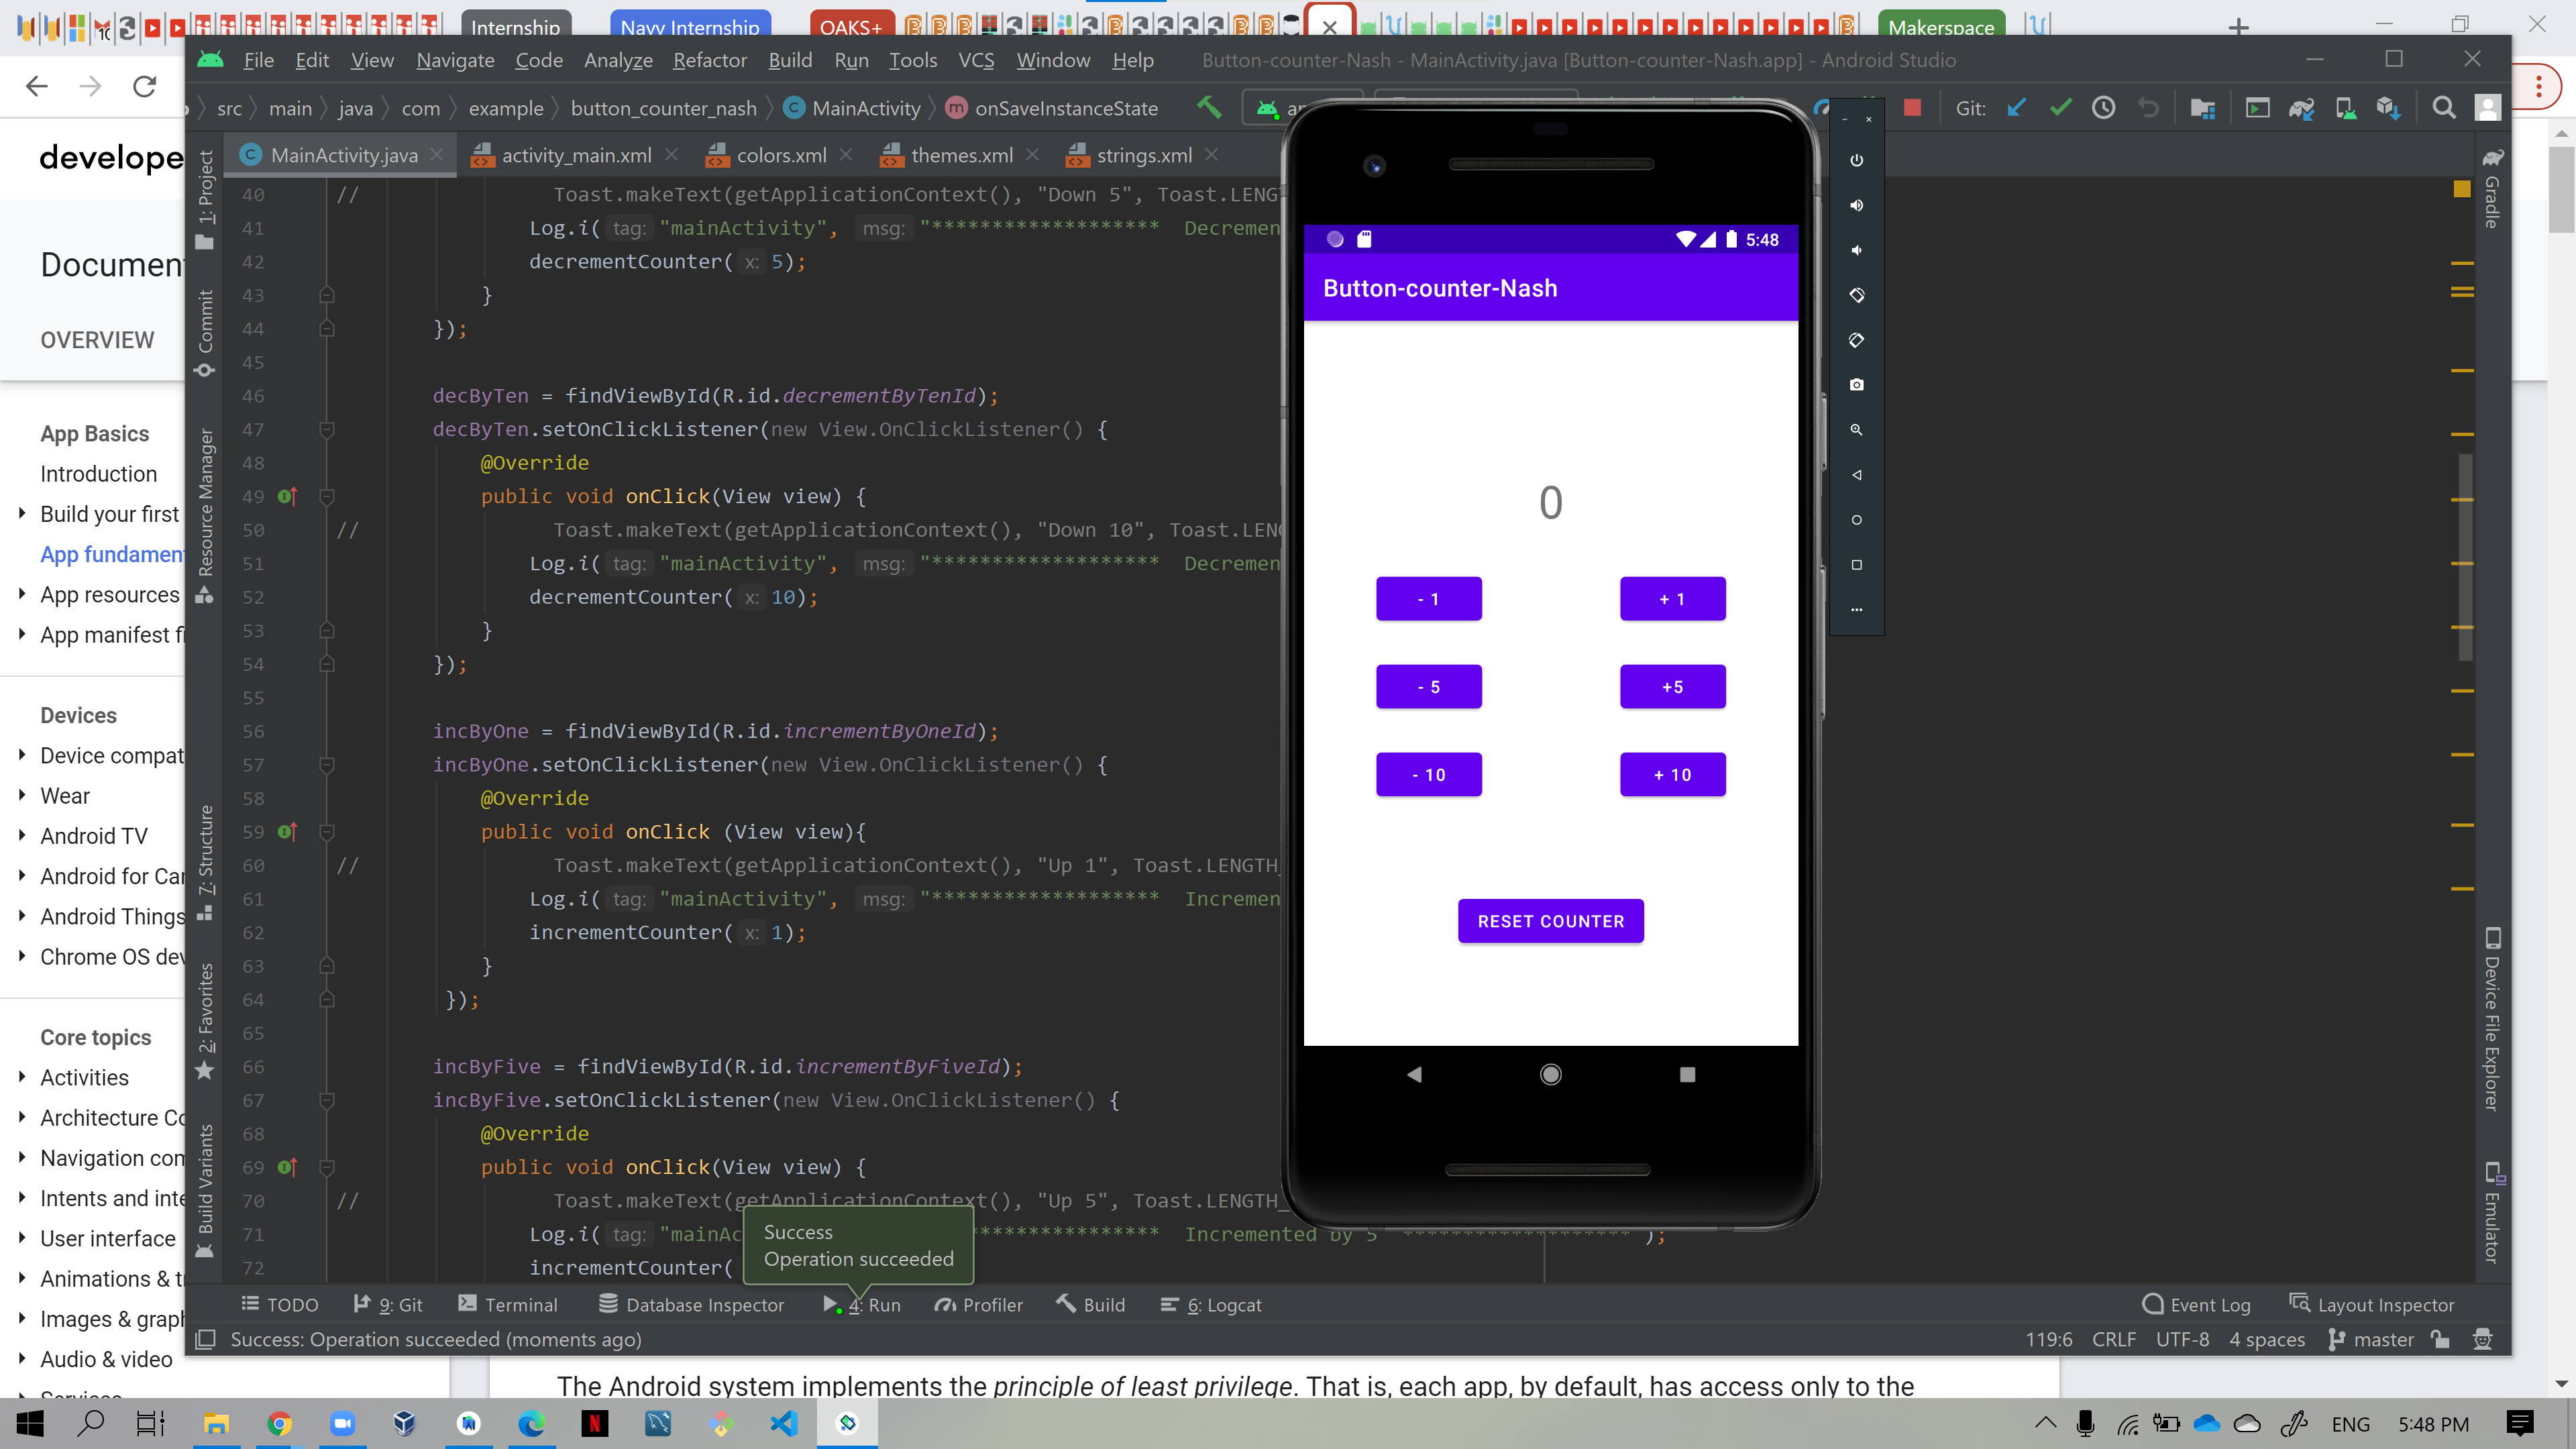 Internship
Navy Internship
OAKS+
Makerspace
File Edit View Navigate Code Analyze Refactor Build Run Tools VCS Window Help
Button-counter-Nash - MainActivity.java [Button-counter-Nash.app] - Android Studio
src main java com example button_counter_nash MainActivity onSaveInstanceState
Git:
MainActivity.java activity_main.xml colors.xml themes.xml strings.xml
develope
Documen
OVERVIEW
App Basics
Introduction
Build your first
App fundamen
App resources
App manifest fi
Devices
Device compat
Wear
Android TV
Android for Car
Android Things
Chrome OS dev
Core topics
Activities
Architecture Co
Navigation com
Intents and inte
User interface
Animations & t
Images & graph
Audio & video
1: Project
Commit
Resource Manager
7: Structure
2: Favorites
Build Variants
40 // Toast.makeText(getApplicationContext(), "Down 5", Toast.LENGT
41 Log.i( tag: "mainActivity", msg: "******************* Decremen
42 decrementCounter( x: 5);
43 }
44 });
45
46 decByTen = findViewById(R.id.decrementByTenId);
47 decByTen.setOnClickListener(new View.OnClickListener() {
48 @Override
49 public void onClick(View view) {
50 // Toast.makeText(getApplicationContext(), "Down 10", Toast.LENG
51 Log.i( tag: "mainActivity", msg: "******************* Decremen
52 decrementCounter( x: 10);
53 }
54 });
55
56 incByOne = findViewById(R.id.incrementByOneId);
57 incByOne.setOnClickListener(new View.OnClickListener() {
58 @Override
59 public void onClick (View view){
60 // Toast.makeText(getApplicationContext(), "Up 1", Toast.LENGTH_
61 Log.i( tag: "mainActivity", msg: "******************* Incremen
62 incrementCounter( x: 1);
63 }
64 });
65
66 incByFive = findViewById(R.id.incrementByFiveId);
67 incByFive.setOnClickListener(new View.OnClickListener() {
68 @Override
69 public void onClick(View view) {
70 // Toast.makeText(getApplicationContext(), "Up 5", Toast.LENGTH_
71 Log.i( tag: "mainAc **************** Incremented by 5 ******************* );
72 incrementCounter(
Success
Operation succeeded
5:48
Button-counter-Nash
0
- 1 + 1
- 5 +5
- 10 + 10
RESET COUNTER
Gradle
Device File Explorer
Emulator
TODO 9: Git Terminal Database Inspector 4: Run Profiler Build 6: Logcat Event Log Layout Inspector
Success: Operation succeeded (moments ago) 119:6 CRLF UTF-8 4 spaces master
The Android system implements the principle of least privilege. That is, each app, by default, has access only to the
ENG 5:48 PM